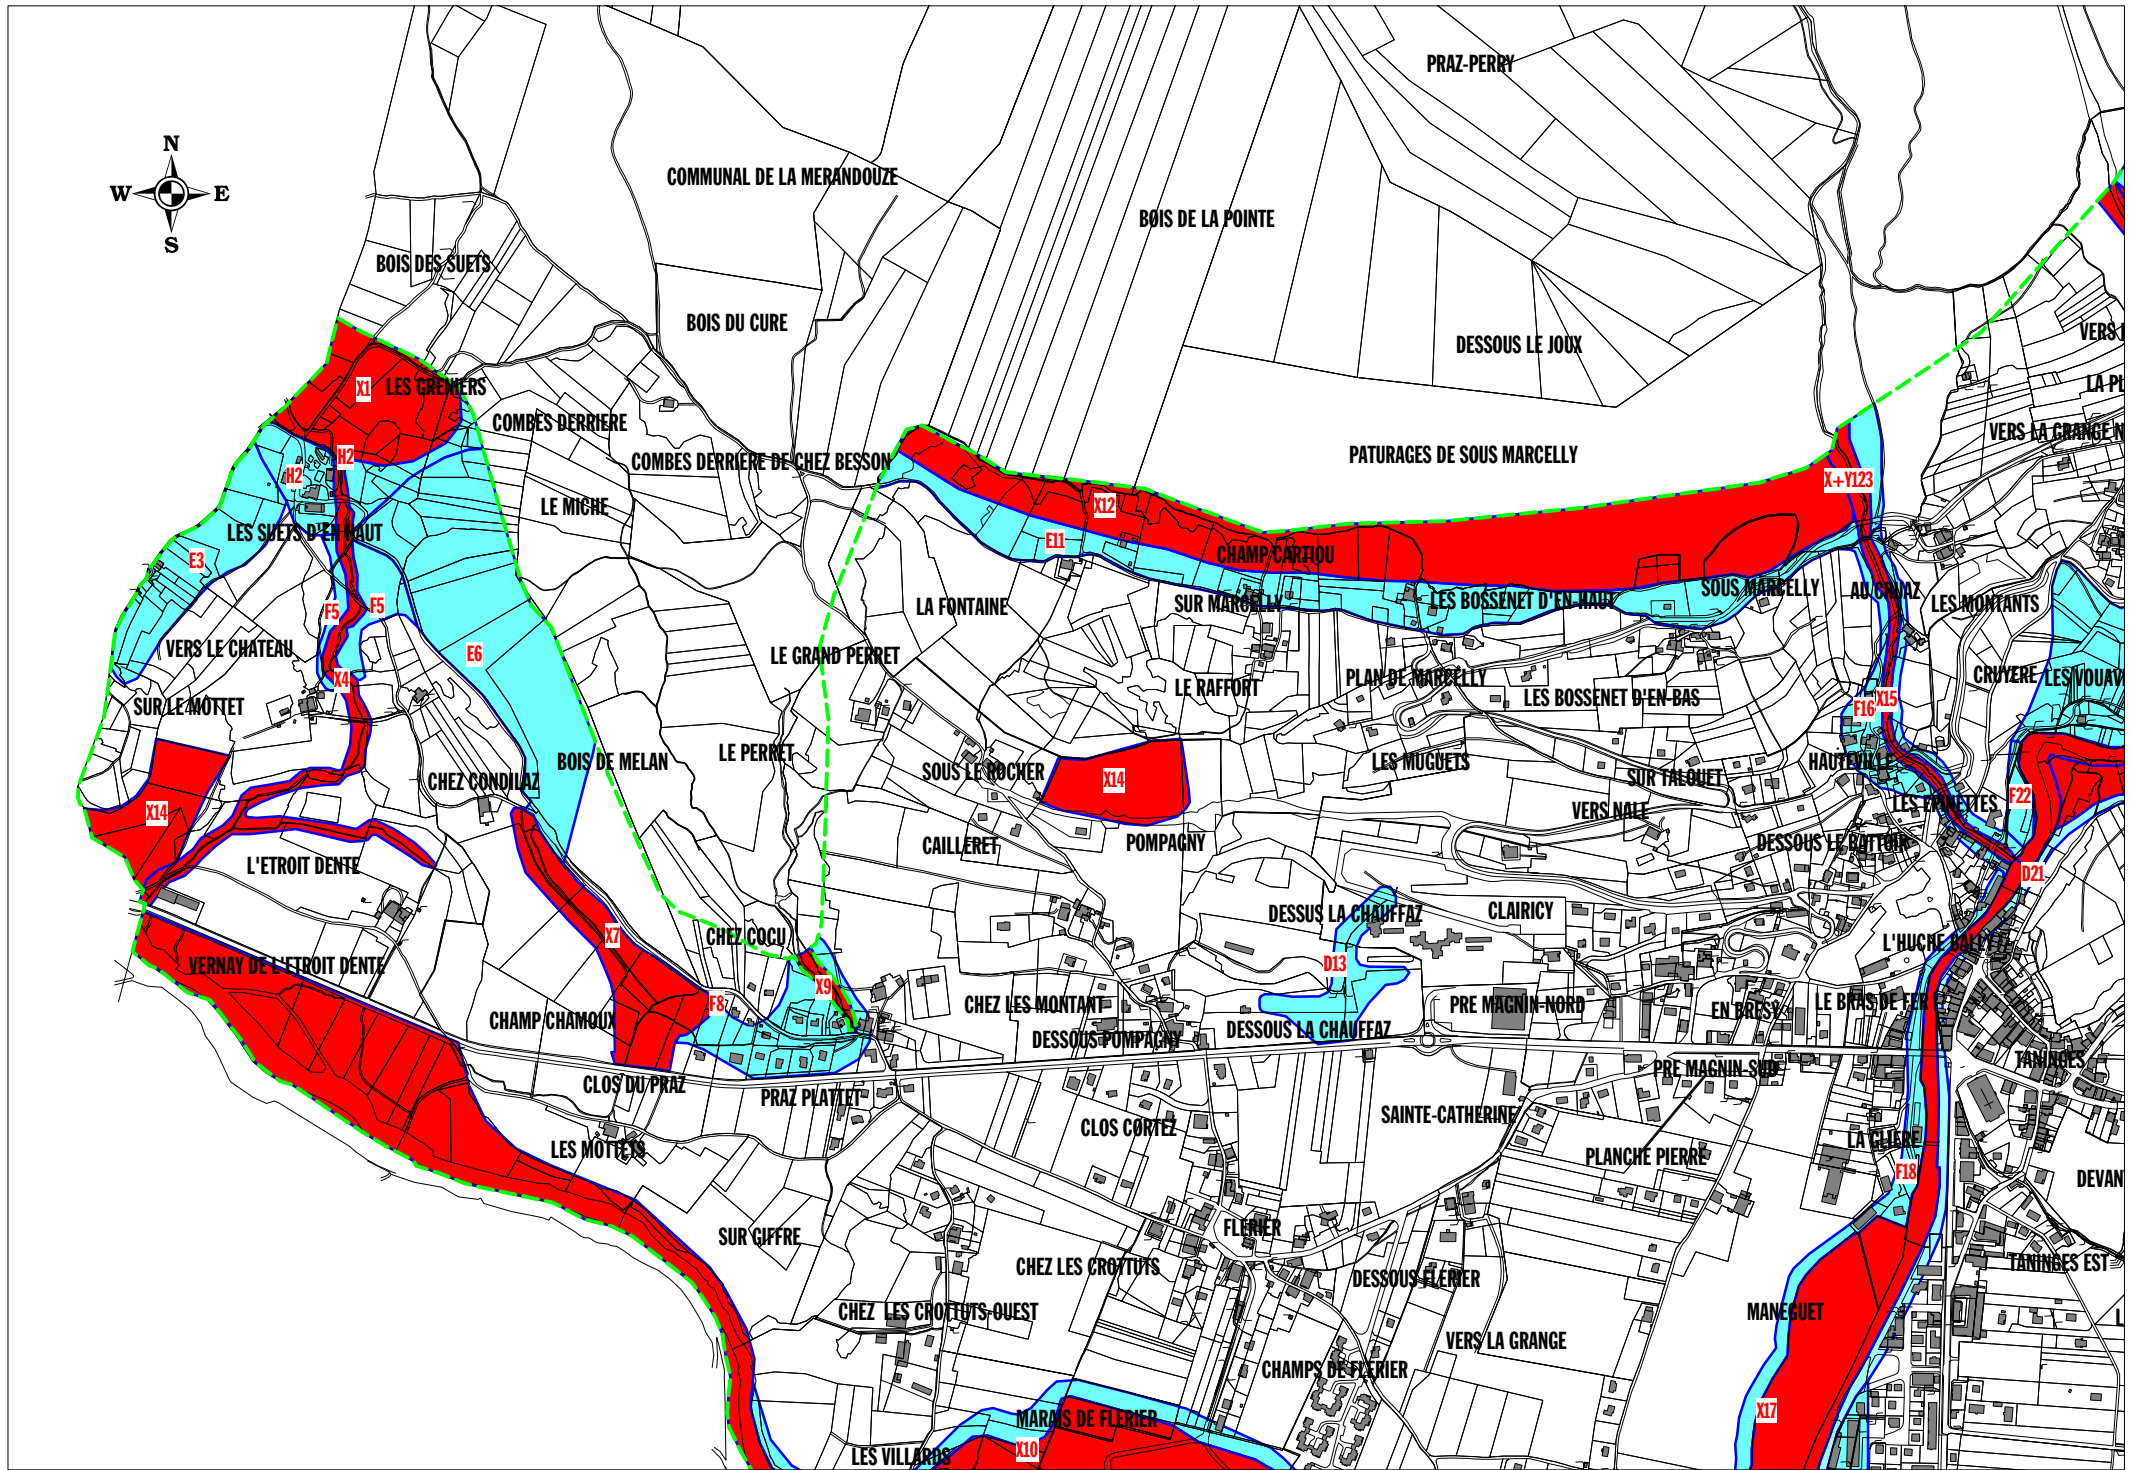 PRAZ-PERRY
N
W E
S
COMMUNAL DE LA MERANDOUZE
BOIS DE LA POINTE
BOIS DES SUETS
BOIS DU CURE
DESSOUS LE JOUX
X1
LES GRENIERS
COMBES DERRIERE
VERS LA GRANGE N
PATURAGES DE SOUS MARCELLY
COMBES DERRIERE DE CHEZ BESSON
H2
H2
X+Y123
LE MICHE
X12
LES SUETS D'EN HAUT
E11
CHAMP CARTIOU
E3
SOUS MARCELLY
AU CRUAZ
LES BOSSENET D'EN-HAUT
SUR MARCELLY
LA FONTAINE
LES MONTANTS
F5
F5
VERS LE CHATEAU
E6
LE GRAND PERRET
CRUYERE
LES VOUAV
X4
PLAN DE MARCELLY
LE RAFFORT
LES BOSSENET D'EN-BAS
X15
F16
SUR LE MOTTET
LE PERRET
BOIS DE MELAN
LES MUGUETS
HAUTEVILLE
SOUS LE ROCHER
X14
SUR TALOUET
CHEZ CONDILAZ
F22
LES EPINETTES
VERS NALE
X14
CAILLERET
POMPAGNY
DESSOUS LE BATTOIR
L'ETROIT DENTE
D21
DESSUS LA CHAUFFAZ
CLAIRICY
X7
CHEZ COCU
L'HUCHE BALLY
D13
VERNAY DE L'ETROIT DENTE
X9
F8
CHEZ LES MONTANT
PRE MAGNIN-NORD
LE BRAS DE FER
EN BRESY
CHAMP CHAMOUX
DESSOUS POMPAGNY
DESSOUS LA CHAUFFAZ
TANINGES
PRE MAGNIN-SUD
CLOS DU PRAZ
PRAZ PLATTET
SAINTE-CATHERINE
CLOS CORTEZ
LA GLIERE
LES MOTTETS
PLANCHE PIERRE
F18
DEVAN
SUR GIFFRE
FLERIER
CHEZ LES CROTTUTS
TANINGES EST
DESSOUS FLERIER
CHEZ LES CROTTUTS-OUEST
MANEGUET
VERS LA GRANGE
CHAMPS DE FLERIER
MARAIS DE FLERIER
X17
X10
LES VILLARDS